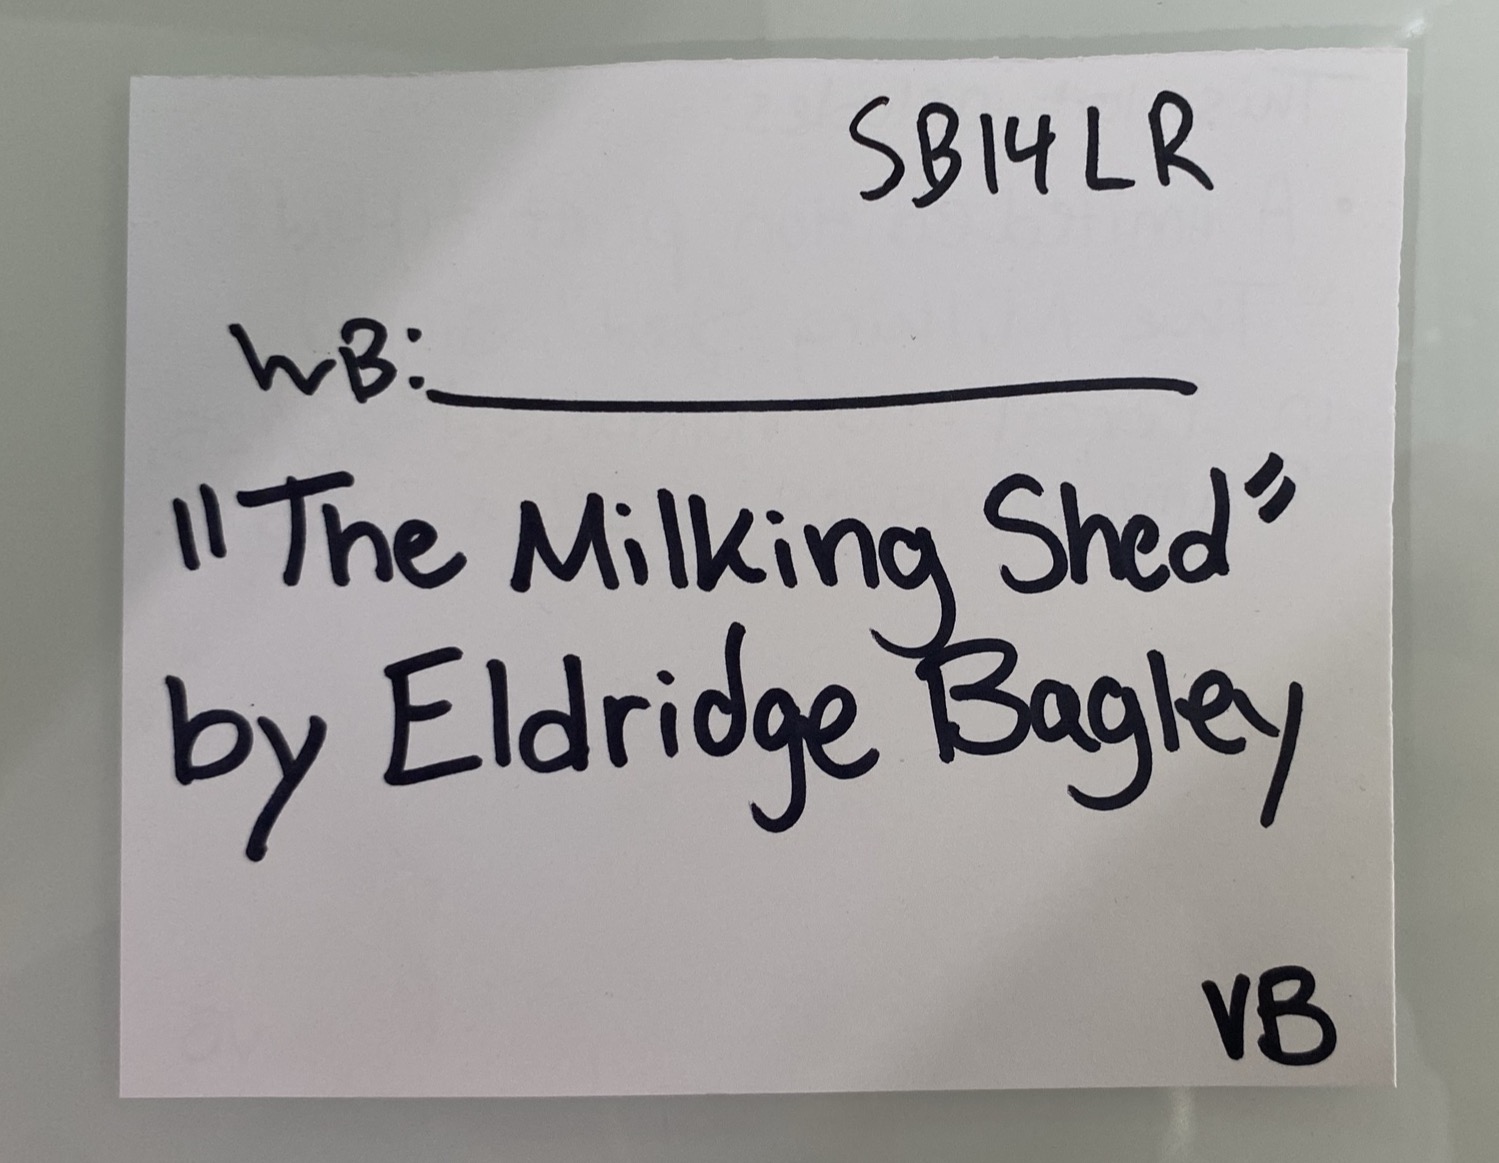 SB14LR
WB:
"The Milking Shed"
by Eldridge Bagley
VB